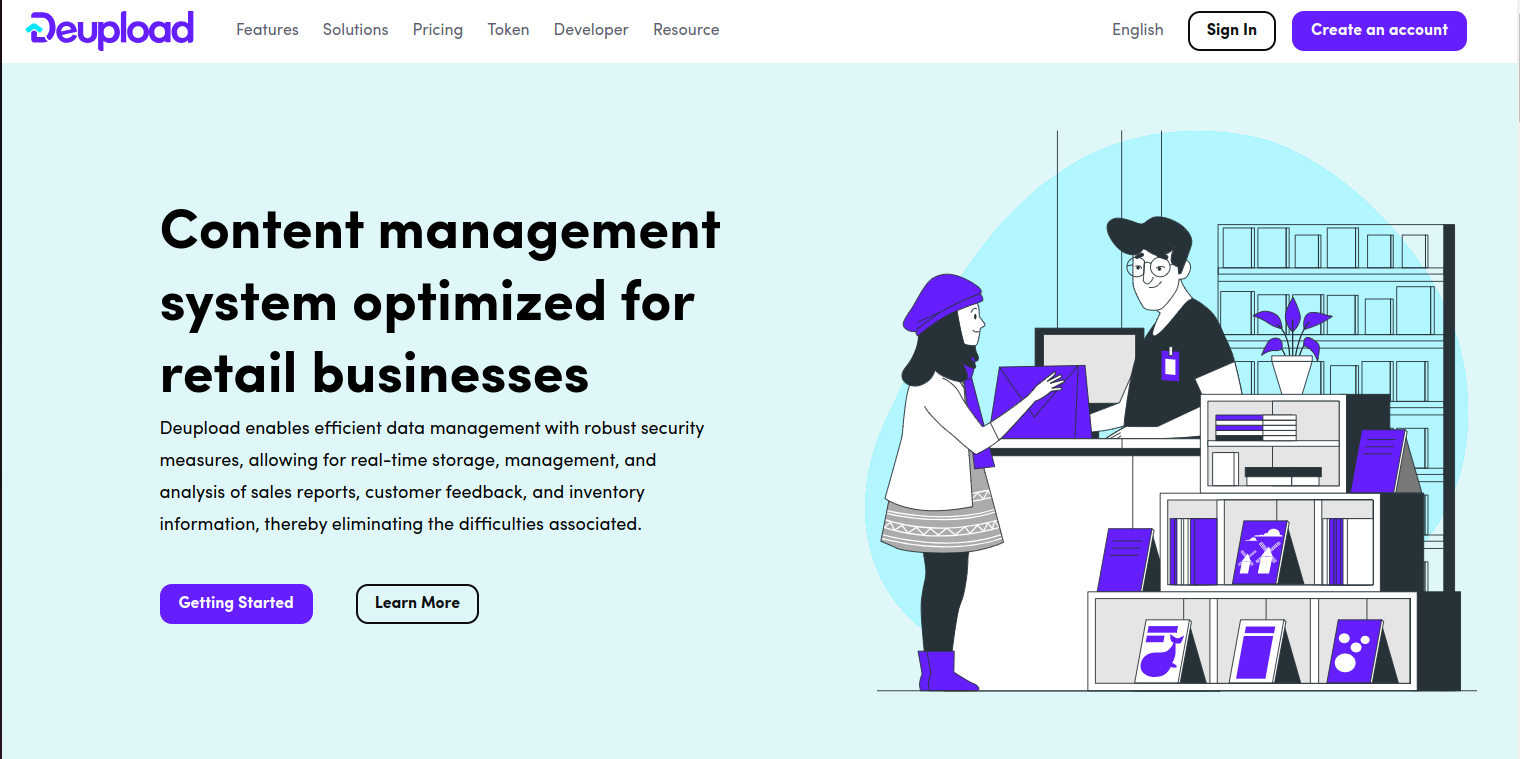 Deupload
Features Solutions Pricing Token Developer Resource
English Sign In Create an account
Content management
system optimized for
retail businesses
Deupload enables efficient data management with robust security
measures, allowing for real-time storage, management, and
analysis of sales reports, customer feedback, and inventory
information, thereby eliminating the difficulties associated.
Getting Started Learn More